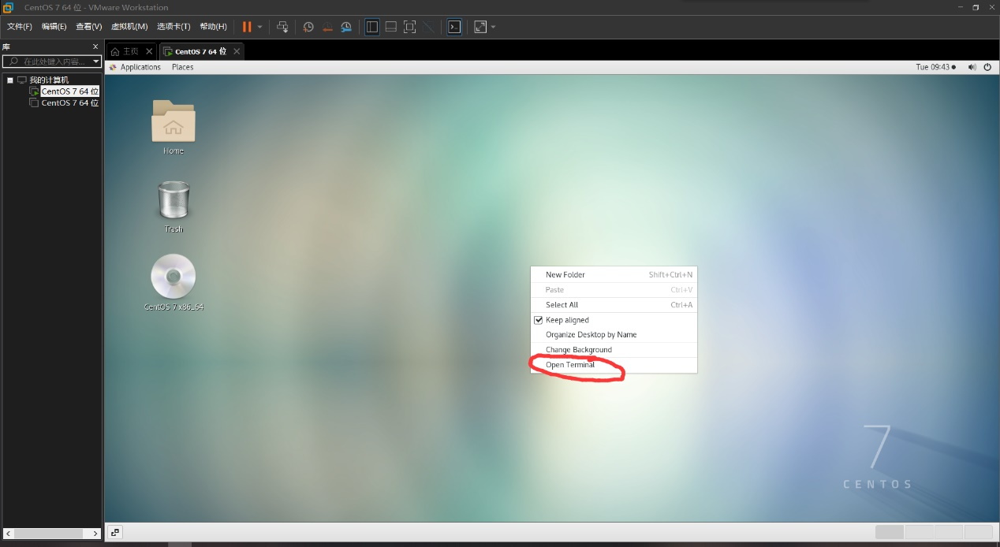 CentOS 7 64 位 - VMware Workstation
文件(F) 编辑(E) 查看(V) 虚拟机(M) 选项卡(T) 帮助(H)
库
在此处键入内容...
我的计算机
CentOS 7 64 位
CentOS 7 64 位
主页 CentOS 7 64 位
Applications Places Tue 09:43
Home
Trash
CentOS 7 x86_64
New Folder Shift+Ctrl+N
Paste Ctrl+V
Select All Ctrl+A
Keep aligned
Organize Desktop by Name
Change Background
Open Terminal
7
CENTOS